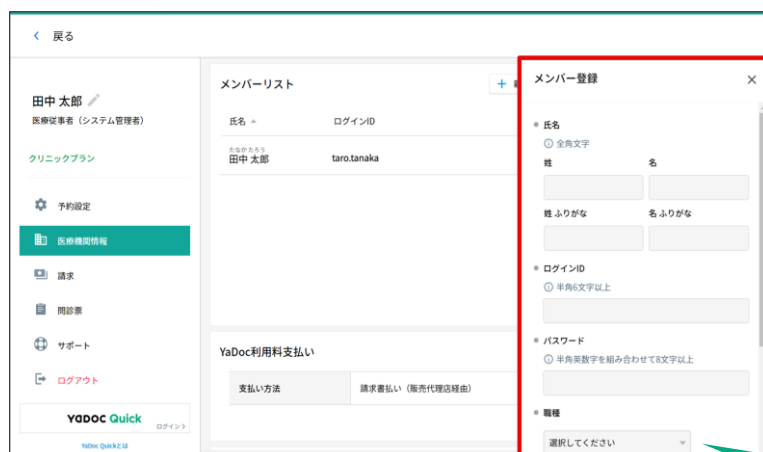 戻る
田中 太郎
医療従事者（システム管理者）
クリニックプラン
予約設定
医療機関情報
請求
問診票
サポート
ログアウト
YaDOC Quick
ログイン
YaDoc Quickとは
メンバーリスト
氏名 ログインID
たなか たろう
田中 太郎 taro.tanaka
YaDoc利用料支払い
支払い方法 請求書払い（販売代理店経由）
メンバー登録
氏名
全角文字
姓 名
姓 ふりがな 名 ふりがな
ログインID
半角6文字以上
パスワード
半角英数字を組み合わせて8文字以上
職種
選択してください